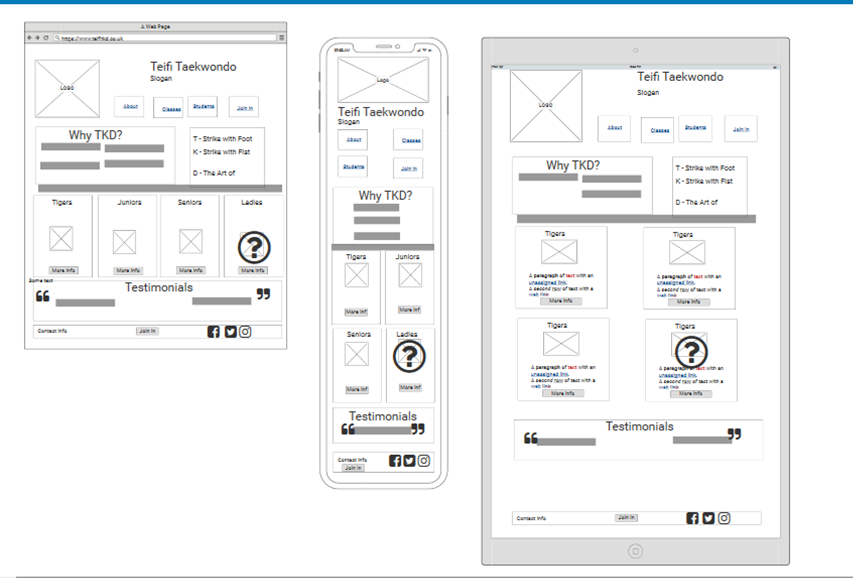 A Web Page
https://www.teifitkd.co.uk
LOGO
Teifi Taekwondo
Slogan
About
Classes
Students
Join In
Why TKD?
T - Strike with Foot
K - Strike with Fist
D - The Art of
Tigers
Juniors
Seniors
Ladies
?
More Info
More Info
More Info
More Info
Some text
Testimonials
Contact Info
Join In
Logo
Teifi Taekwondo
Slogan
About
Classes
Students
Join In
Why TKD?
Tigers
Juniors
More Inf
More Inf
Seniors
Ladies
?
More Inf
More Inf
Testimonials
Contact Info
Join In
LOGO
Teifi Taekwondo
Slogan
About
Classes
Students
Join In
Why TKD?
T - Strike with Foot
K - Strike with Fist
D - The Art of
Tigers
A paragraph of text with an
unassigned link.
A second row of text with a
web link
More Info
Tigers
A paragraph of text with an
unassigned link.
A second row of text with a
web link
More Info
Tigers
A paragraph of text with an
unassigned link.
A second row of text with a
web link
More Info
Tigers
?
A paragraph of text with an
unassigned link.
A second row of text with a
web link
More Info
Testimonials
Contact Info
Join In